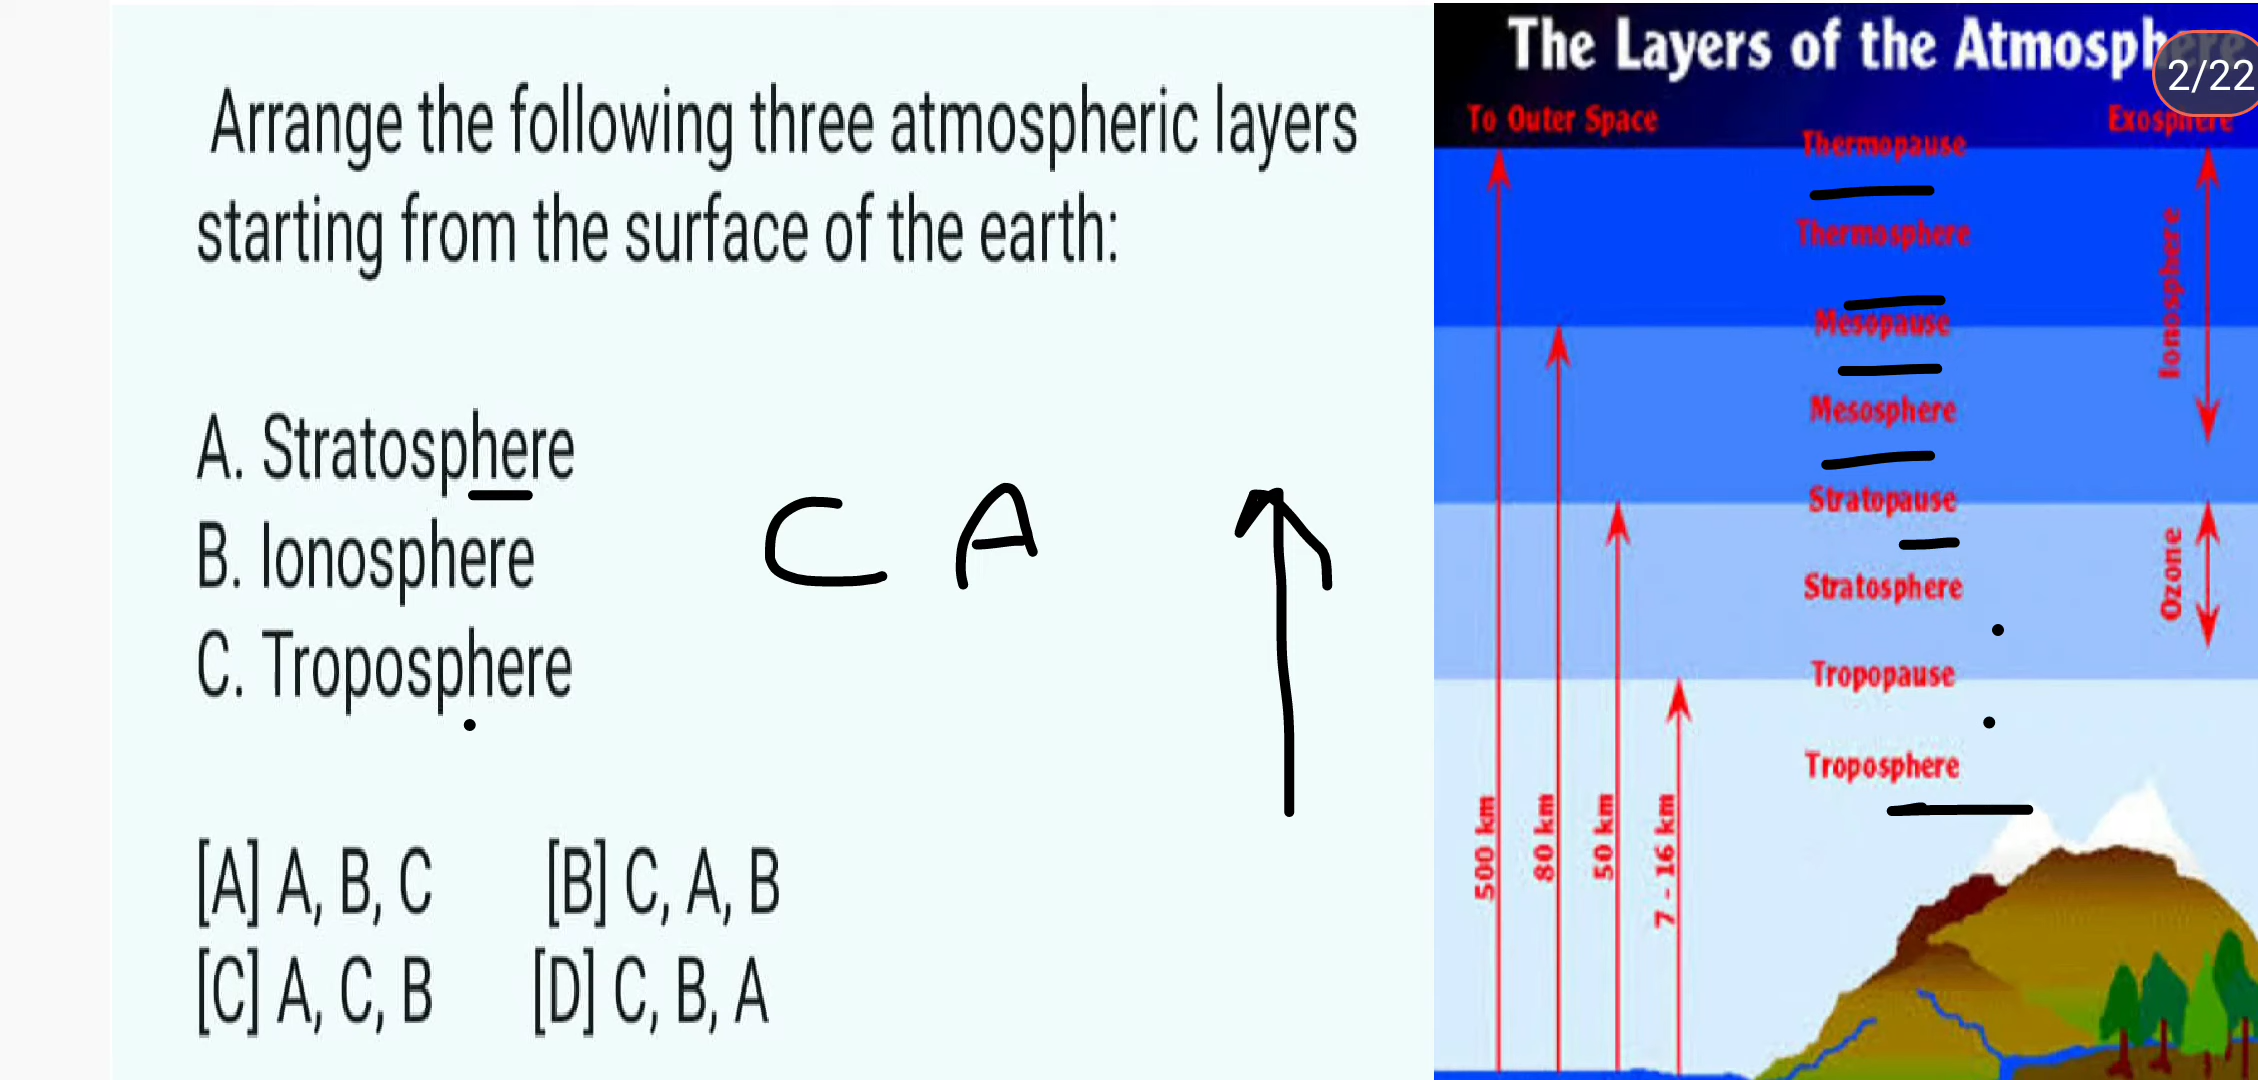 Arrange the following three atmospheric layers
starting from the surface of the earth:
A. Stratosphere
B. Ionosphere
C. Troposphere
C A
[A] A, B, C [B] C, A, B
[C] A, C, B [D] C, B, A
The Layers of the Atmosphere
2/22
To Outer Space
Exosphere
Thermopause
Thermosphere
Mesopause
Mesosphere
Stratopause
Stratosphere
Tropopause
Troposphere
Ionosphere
Ozone
500 km
80 km
50 km
7 - 16 km